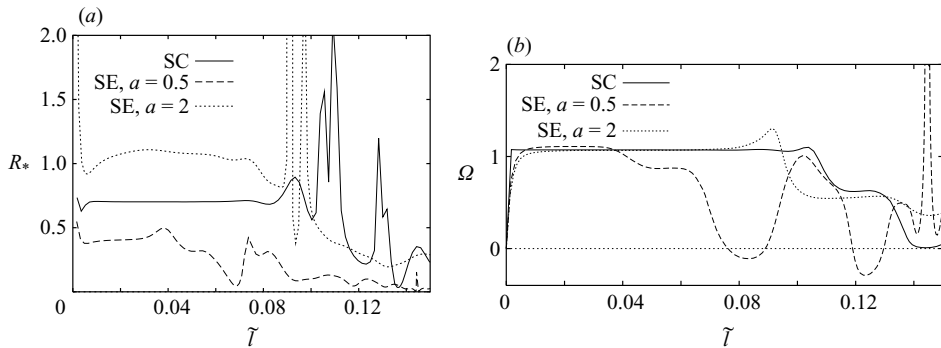 (a)
2.0
1.5
1.0
0.5
R*
SC
SE, a = 0.5
SE, a = 2
0 0.04 0.08 0.12
l̃
(b)
2
1
0
Ω
SC
SE, a = 0.5
SE, a = 2
0 0.04 0.08 0.12
l̃